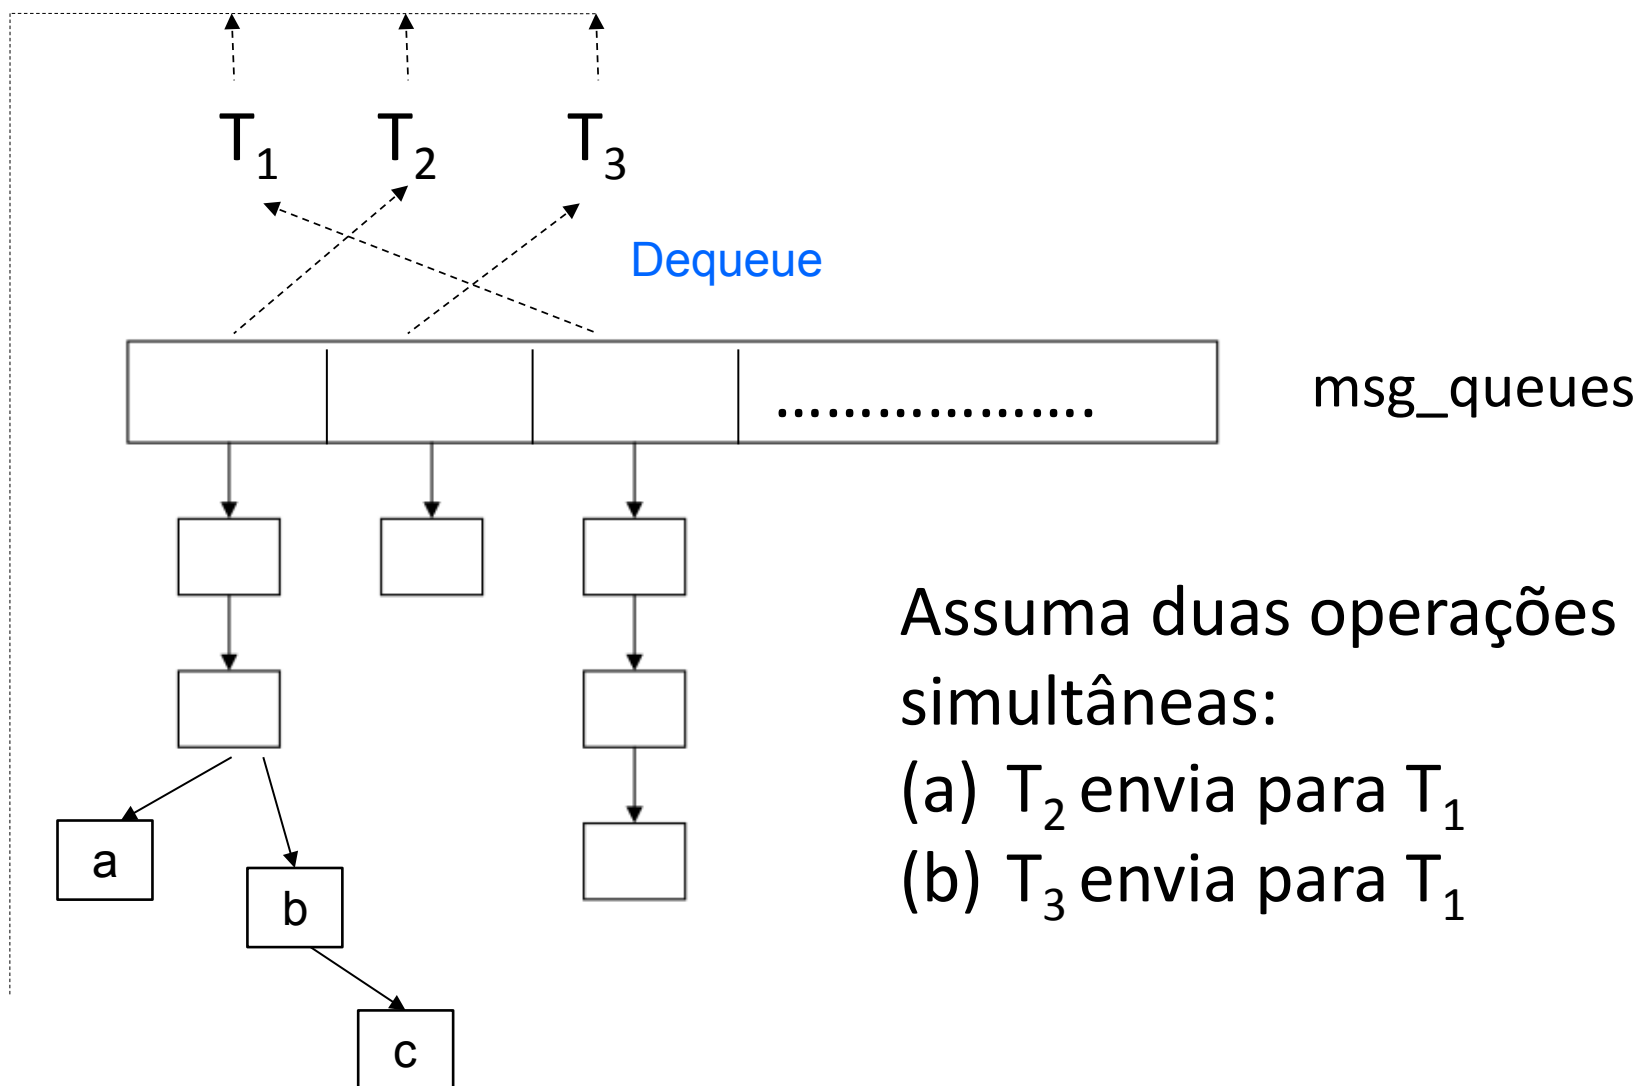 T1 T2 T3
Dequeue
msg_queues
...................
Assuma duas operações
simultâneas:
(a) T2 envia para T1
(b) T3 envia para T1
a
b
c